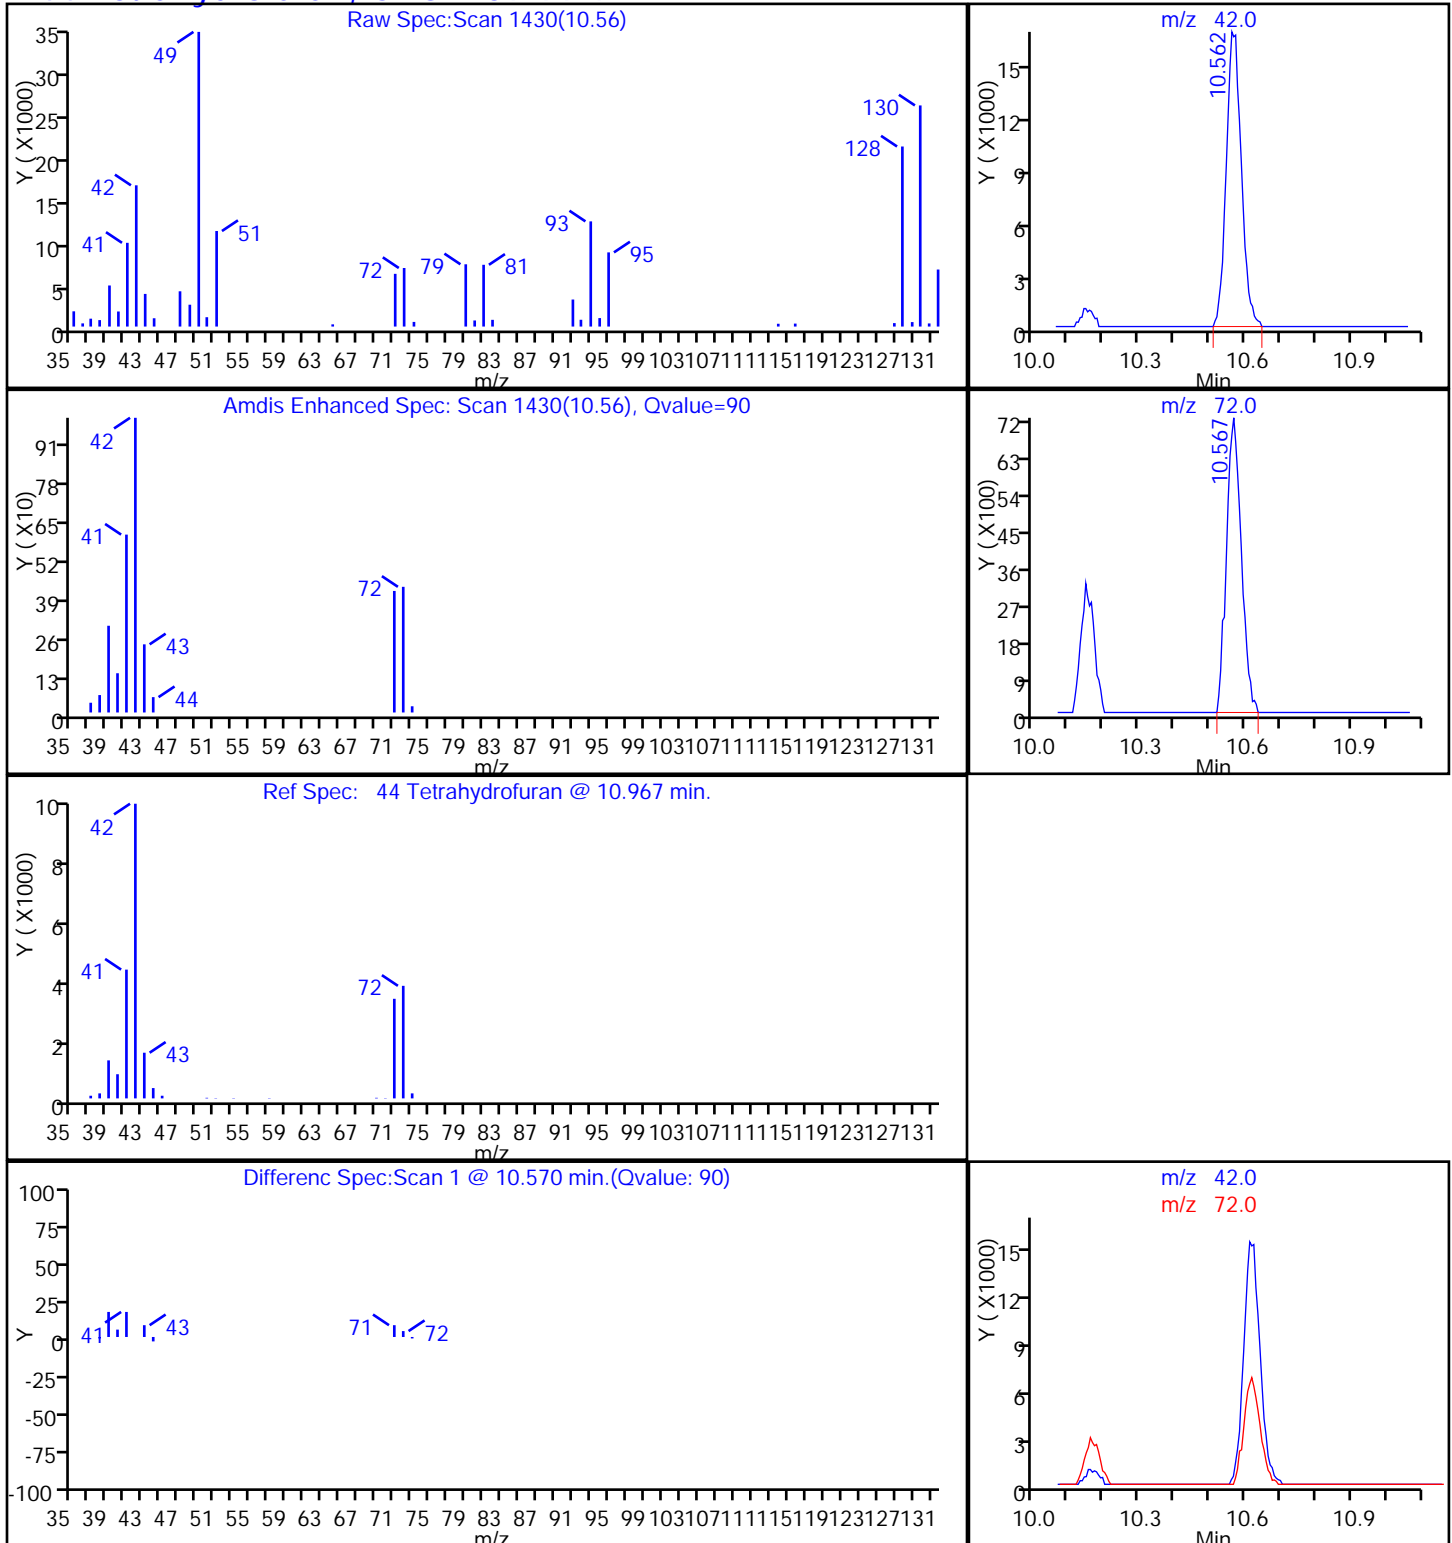 Raw Spec:Scan 1430(10.56)
35
30
25
20
15
10
5
0
Y ( X1000)
49
42
41
51
72
79
81
93
95
128
130
35 39 43 47 51 55 59 63 67 71 75 79 83 87 91 95 99 103107111115119123127131
m/z
m/z 42.0
15
12
9
6
3
0
Y ( X1000)
10.562
10.0 10.3 10.6 10.9
Min
Amdis Enhanced Spec: Scan 1430(10.56), Qvalue=90
91
78
65
52
39
26
13
0
Y ( X10)
42
41
43
44
72
35 39 43 47 51 55 59 63 67 71 75 79 83 87 91 95 99 103107111115119123127131
m/z
m/z 72.0
72
63
54
45
36
27
18
9
0
Y ( X100)
10.567
10.0 10.3 10.6 10.9
Min
Ref Spec: 44 Tetrahydrofuran @ 10.967 min.
10
8
6
4
2
0
Y ( X1000)
42
41
43
72
35 39 43 47 51 55 59 63 67 71 75 79 83 87 91 95 99 103107111115119123127131
m/z
Differenc Spec:Scan 1 @ 10.570 min.(Qvalue: 90)
100
75
50
25
0
-25
-50
-75
-100
Y
41
43
71
72
35 39 43 47 51 55 59 63 67 71 75 79 83 87 91 95 99 103107111115119123127131
m/z
m/z 42.0
m/z 72.0
15
12
9
6
3
0
Y ( X1000)
10.0 10.3 10.6 10.9
Min